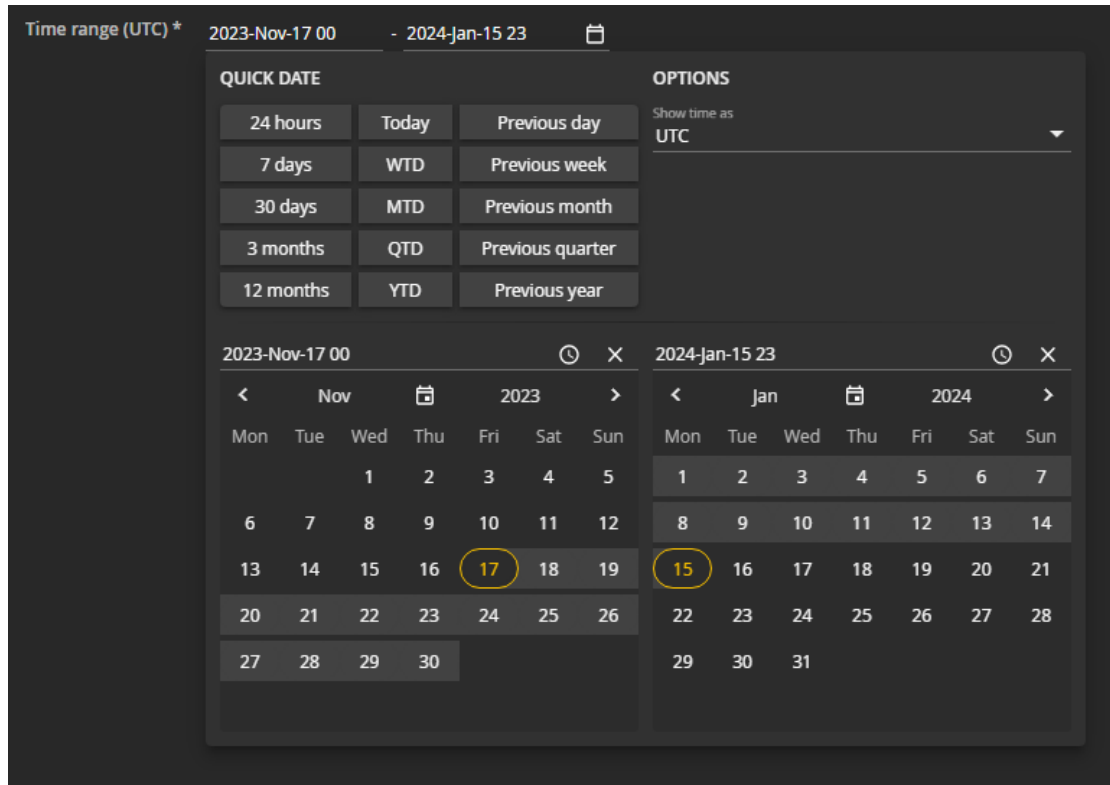 Time range (UTC) * 2023-Nov-17 00 - 2024-Jan-15 23
QUICK DATE
24 hours Today Previous day
7 days WTD Previous week
30 days MTD Previous month
3 months QTD Previous quarter
12 months YTD Previous year
OPTIONS
Show time as
UTC
2023-Nov-17 00
Nov 2023
Mon Tue Wed Thu Fri Sat Sun
1 2 3 4 5
6 7 8 9 10 11 12
13 14 15 16 17 18 19
20 21 22 23 24 25 26
27 28 29 30
2024-Jan-15 23
Jan 2024
Mon Tue Wed Thu Fri Sat Sun
1 2 3 4 5 6 7
8 9 10 11 12 13 14
15 16 17 18 19 20 21
22 23 24 25 26 27 28
29 30 31